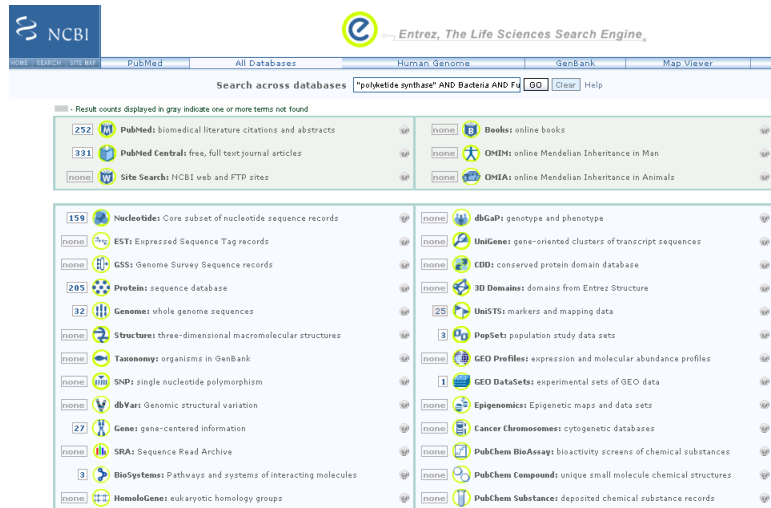 NCBI
Entrez, The Life Sciences Search Engine
HOME | SEARCH | SITE MAP PubMed All Databases Human Genome GenBank Map Viewer
Search across databases "polyketide synthase" AND Bacteria AND Fu GO Clear Help
- Result counts displayed in gray indicate one or more terms not found
252 PubMed: biomedical literature citations and abstracts
none Books: online books
331 PubMed Central: free, full text journal articles
none OMIM: online Mendelian Inheritance in Man
none Site Search: NCBI web and FTP sites
none OMIA: online Mendelian Inheritance in Animals
159 Nucleotide: Core subset of nucleotide sequence records
none dbGaP: genotype and phenotype
none EST: Expressed Sequence Tag records
none UniGene: gene-oriented clusters of transcript sequences
none GSS: Genome Survey Sequence records
none CDD: conserved protein domain database
205 Protein: sequence database
none 3D Domains: domains from Entrez Structure
32 Genome: whole genome sequences
25 UniSTS: markers and mapping data
none Structure: three-dimensional macromolecular structures
3 PopSet: population study data sets
none Taxonomy: organisms in GenBank
none GEO Profiles: expression and molecular abundance profiles
none SNP: single nucleotide polymorphism
1 GEO DataSets: experimental sets of GEO data
none dbVar: Genomic structural variation
none Epigenomics: Epigenetic maps and data sets
27 Gene: gene-centered information
none Cancer Chromosomes: cytogenetic databases
none SRA: Sequence Read Archive
none PubChem BioAssay: bioactivity screens of chemical substances
3 BioSystems: Pathways and systems of interacting molecules
none PubChem Compound: unique small molecule chemical structures
none HomoloGene: eukaryotic homology groups
none PubChem Substance: deposited chemical substance records